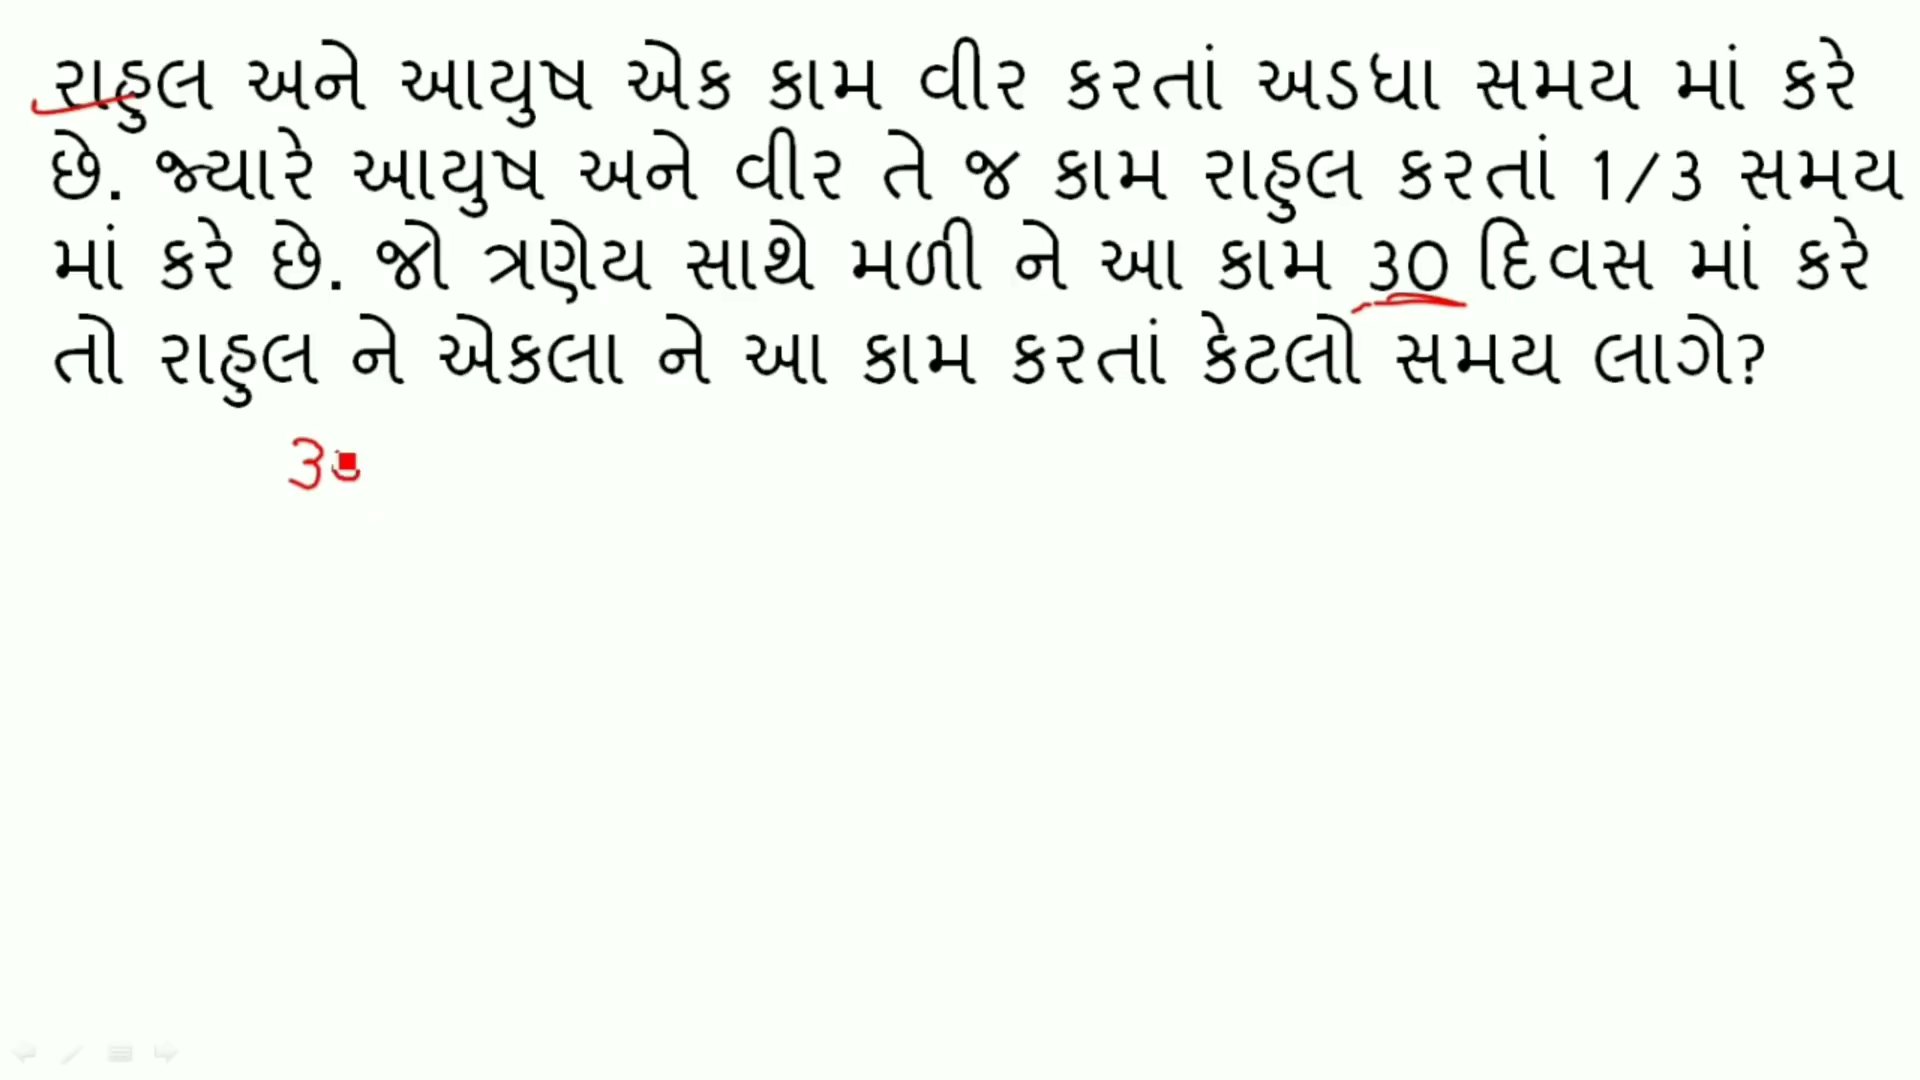 રાહુલ અને આયુષ એક કામ વીર કરતાં અડધા સમય માં કરે
છે. જ્યારે આયુષ અને વીર તે જ કામ રાહુલ કરતાં 1/3 સમય
માં કરે છે. જો ત્રણેય સાથે મળી ને આ કામ 30 દિવસ માં કરે
તો રાહુલ ને એકલા ને આ કામ કરતાં કેટલો સમય લાગે?
30